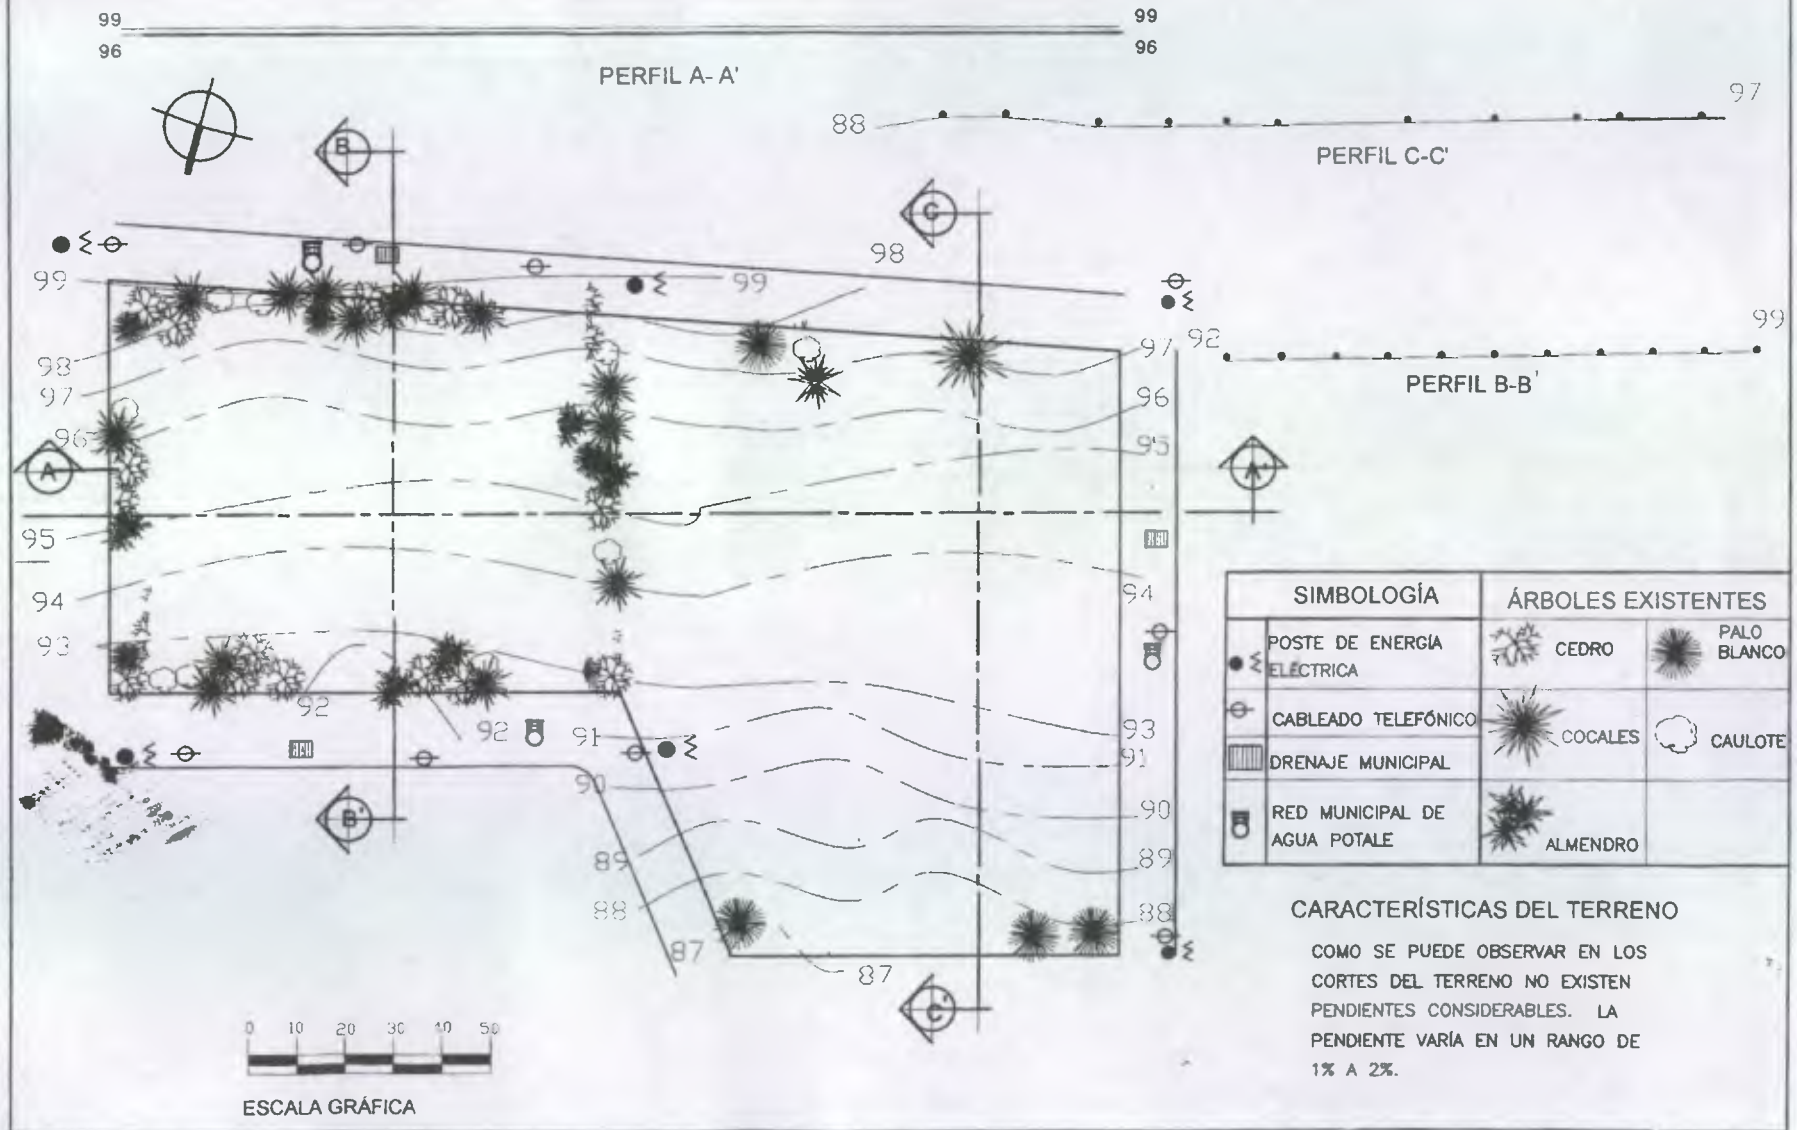 99
99
96
96
PERFIL A- A'
88
97
PERFIL C-C'
B
C
98
99
99
99
98
97
92
PERFIL B-B'
97
96
96
95
A
A'
95
94
94
93
SIMBOLOGÍA
ÁRBOLES EXISTENTES
POSTE DE ENERGÍA
ELÉCTRICA
CEDRO
PALO
BLANCO
CABLEADO TELEFÓNICO
COCALES
CAULOTE
DRENAJE MUNICIPAL
RED MUNICIPAL DE
AGUA POTALE
ALMENDRO
92
92
91
93
91
90
90
B'
89
89
88
88
87
87
C'
CARACTERÍSTICAS DEL TERRENO
COMO SE PUEDE OBSERVAR EN LOS
CORTES DEL TERRENO NO EXISTEN
PENDIENTES CONSIDERABLES. LA
PENDIENTE VARÍA EN UN RANGO DE
1% A 2%.
0 10 20 30 40 50
ESCALA GRÁFICA